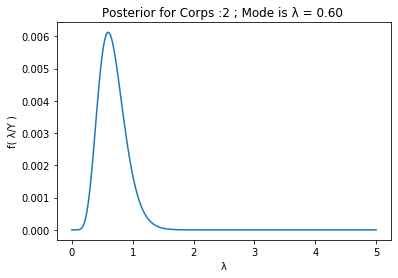 Posterior for Corps :2 ; Mode is λ = 0.60
0.006
0.005
0.004
0.003
0.002
0.001
0.000
f( λ/Y )
0 1 2 3 4 5
λ